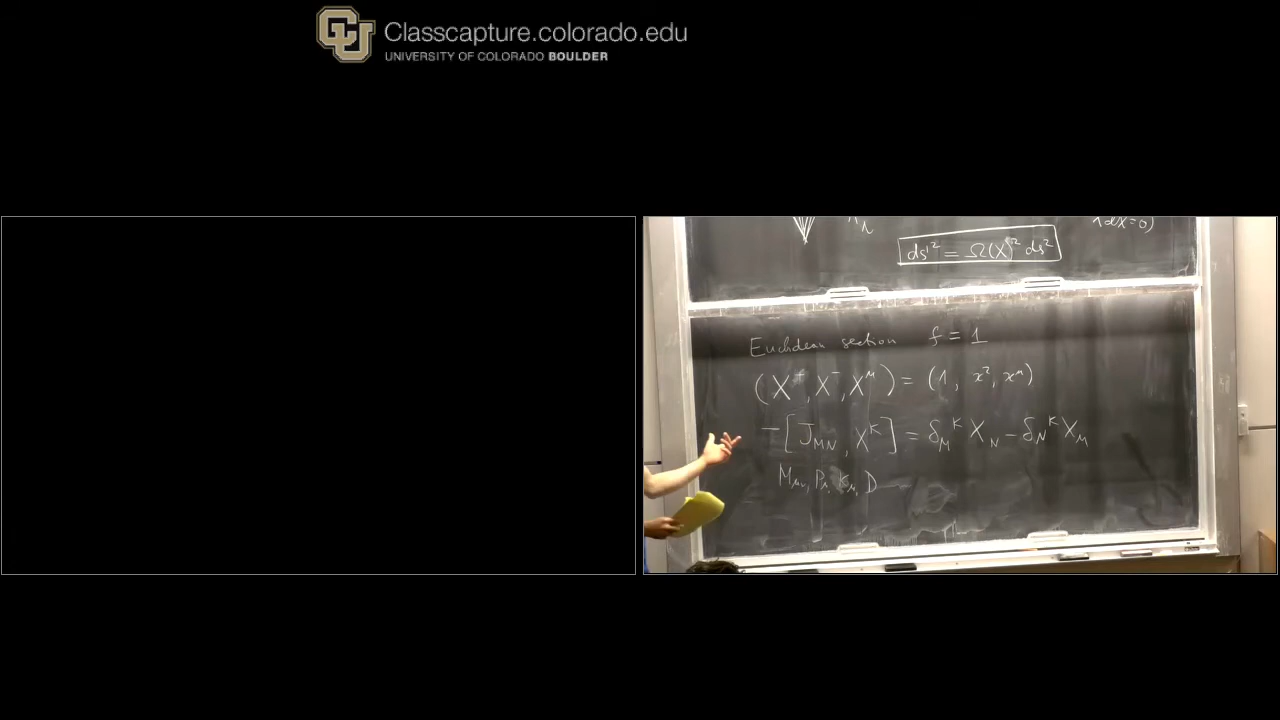 Classcapture.colorado.edu
UNIVERSITY OF COLORADO BOULDER
ds'² = Ω(X)² ds²
Euclidean section f = 1
(X⁺, X⁻, X^μ) = (1, x², x^μ)
-[J_MN, X^K] = δ_M^K X_N - δ_N^K X_M
M_μν, P_μ, K_μ, D